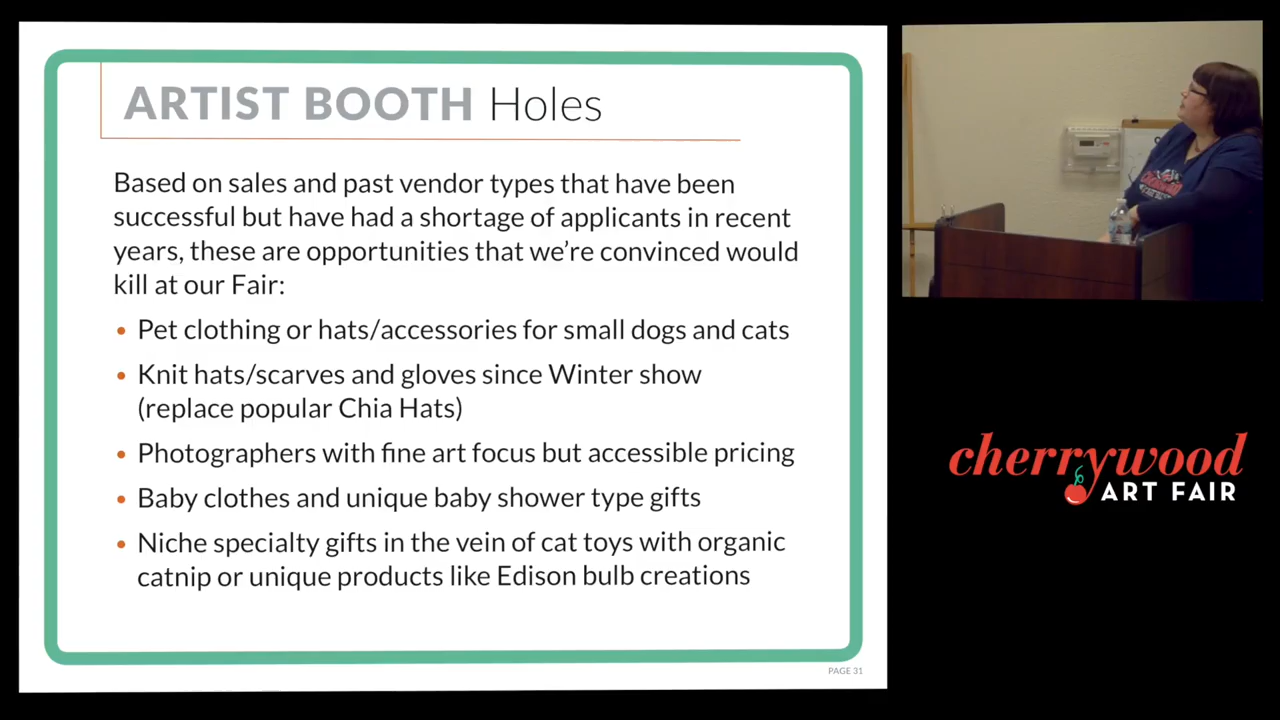 ARTIST BOOTH Holes
Based on sales and past vendor types that have been
successful but have had a shortage of applicants in recent
years, these are opportunities that we’re convinced would
kill at our Fair:
• Pet clothing or hats/accessories for small dogs and cats
• Knit hats/scarves and gloves since Winter show
(replace popular Chia Hats)
• Photographers with fine art focus but accessible pricing
• Baby clothes and unique baby shower type gifts
• Niche specialty gifts in the vein of cat toys with organic
catnip or unique products like Edison bulb creations
PAGE 31
cherrywood
ART FAIR